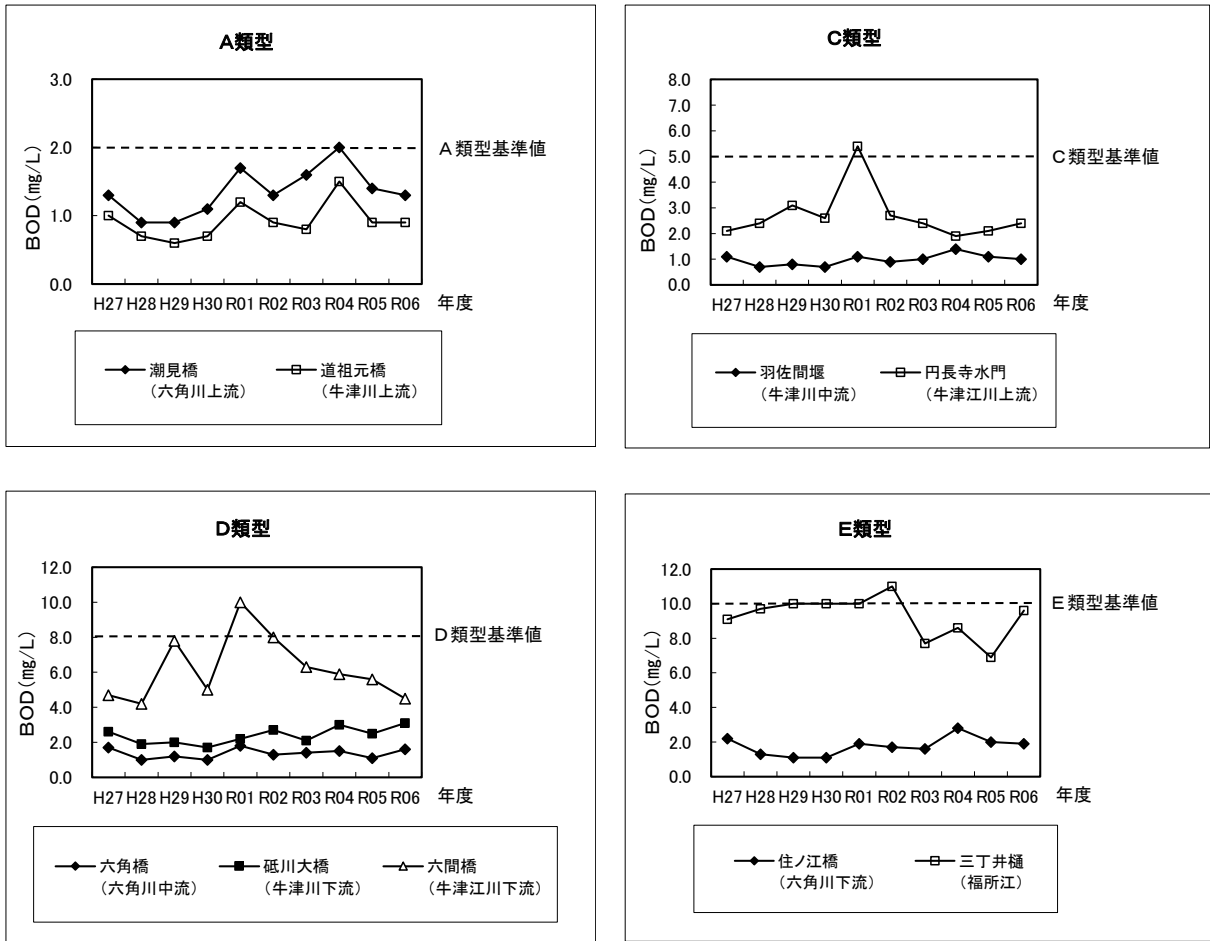 A類型
3.0
2.0
1.0
0.0
BOD(mg/L)
A類型基準値
H27 H28 H29 H30 R01 R02 R03 R04 R05 R06
年度
潮見橋
(六角川上流)
道祖元橋
(牛津川上流)
C類型
8.0
7.0
6.0
5.0
4.0
3.0
2.0
1.0
0.0
BOD(mg/L)
C類型基準値
H27 H28 H29 H30 R01 R02 R03 R04 R05 R06
年度
羽佐間堰
(牛津川中流)
円長寺水門
(牛津江川上流)
D類型
12.0
10.0
8.0
6.0
4.0
2.0
0.0
BOD(mg/L)
D類型基準値
H27 H28 H29 H30 R01 R02 R03 R04 R05 R06
年度
六角橋
(六角川中流)
砥川大橋
(牛津川下流)
六間橋
(牛津江川下流)
E類型
12.0
10.0
8.0
6.0
4.0
2.0
0.0
BOD(mg/L)
E類型基準値
H27 H28 H29 H30 R01 R02 R03 R04 R05 R06
年度
住ノ江橋
(六角川下流)
三丁井樋
(福所江)